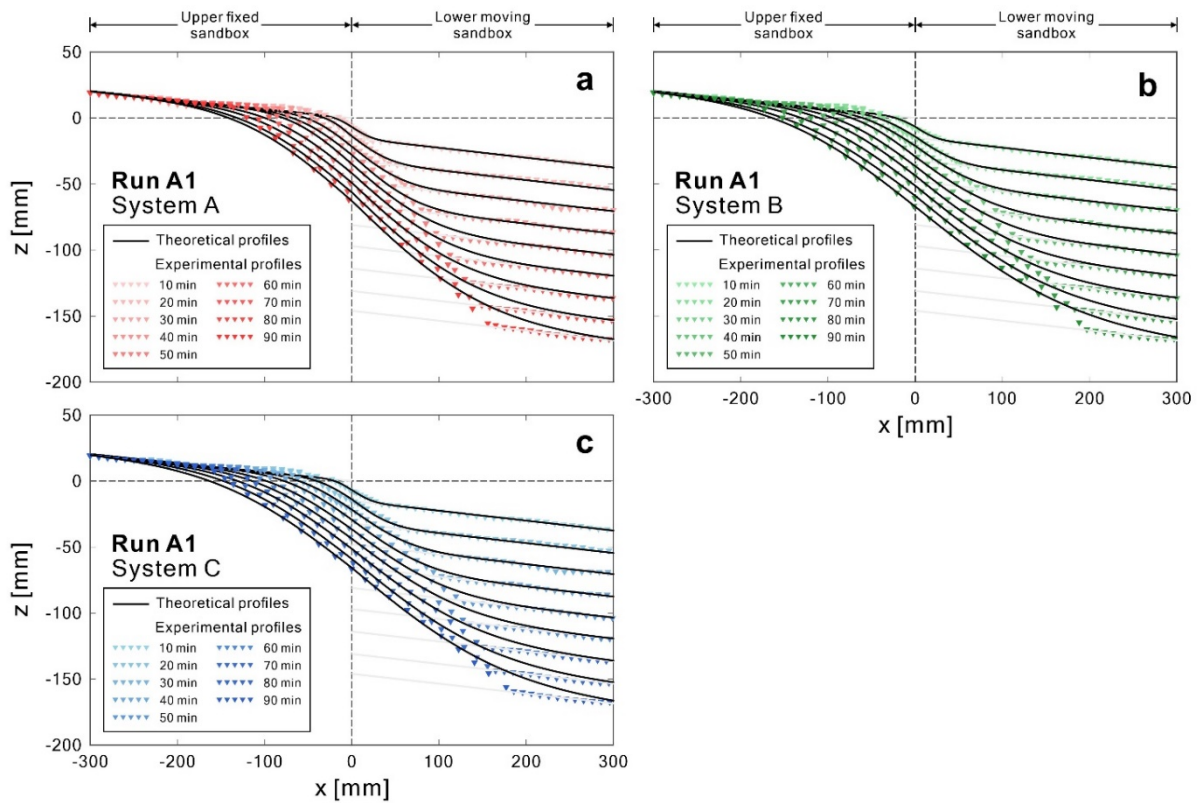 Upper fixed
sandbox
Lower moving
sandbox
Upper fixed
sandbox
Lower moving
sandbox
a
50
0
-50
-100
-150
-200
z [mm]
Run A1
System A
Theoretical profiles
Experimental profiles
10 min 60 min
20 min 70 min
30 min 80 min
40 min 90 min
50 min
b
50
0
-50
-100
-150
-200
z [mm]
Run A1
System B
Theoretical profiles
Experimental profiles
10 min 60 min
20 min 70 min
30 min 80 min
40 min 90 min
50 min
-300 -200 -100 0 100 200 300
x [mm]
c
50
0
-50
-100
-150
-200
z [mm]
Run A1
System C
Theoretical profiles
Experimental profiles
10 min 60 min
20 min 70 min
30 min 80 min
40 min 90 min
50 min
-300 -200 -100 0 100 200 300
x [mm]